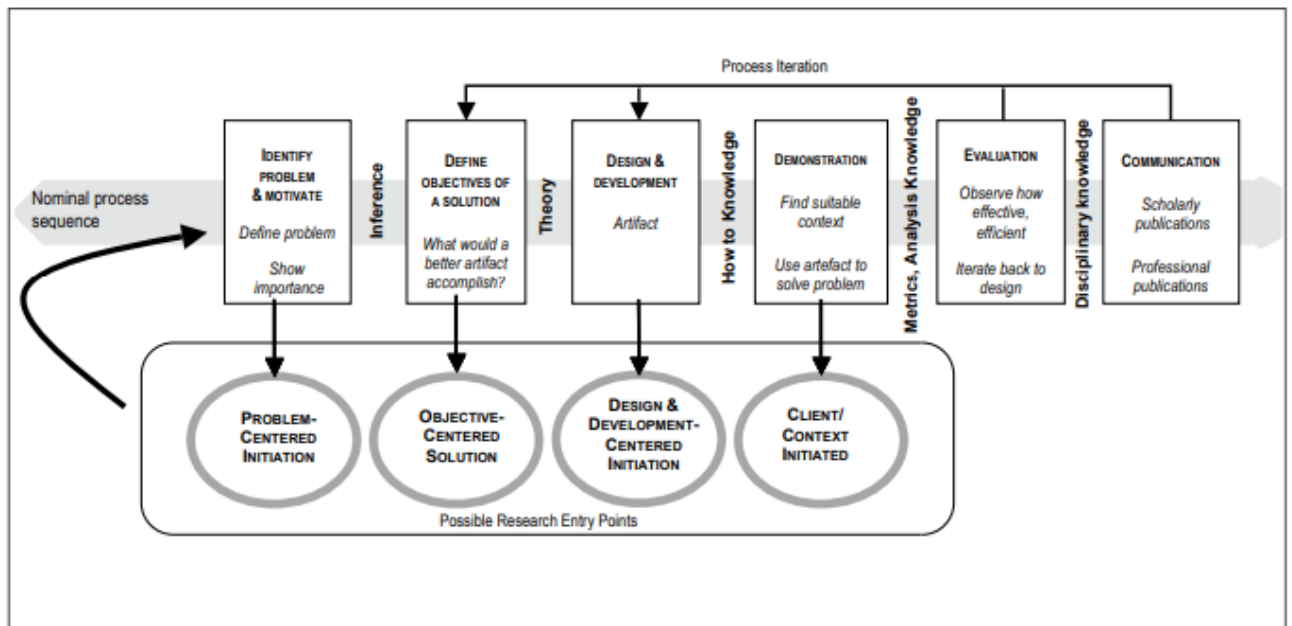 Process Iteration
Nominal process
sequence
IDENTIFY
PROBLEM
& MOTIVATE
Define problem
Show
importance
Inference
DEFINE
OBJECTIVES OF
A SOLUTION
What would a
better artifact
accomplish?
Theory
DESIGN &
DEVELOPMENT
Artifact
How to Knowledge
DEMONSTRATION
Find suitable
context
Use artefact to
solve problem
Metrics, Analysis Knowledge
EVALUATION
Observe how
effective,
efficient
Iterate back to
design
Disciplinary knowledge
COMMUNICATION
Scholarly
publications
Professional
publications
PROBLEM-
CENTERED
INITIATION
OBJECTIVE-
CENTERED
SOLUTION
DESIGN &
DEVELOPMENT-
CENTERED
INITIATION
CLIENT/
CONTEXT
INITIATED
Possible Research Entry Points